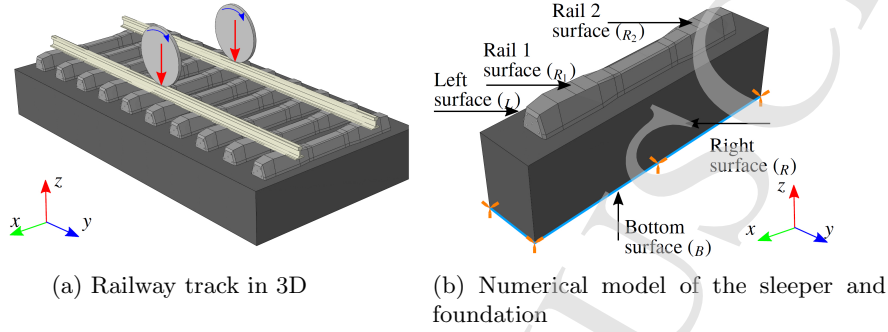 z
x
y
(a) Railway track in 3D
Rail 2
surface (R2)
Rail 1
surface (R1)
Left
surface (L)
Right
surface (R)
Bottom
surface (B)
z
x
y
(b) Numerical model of the sleeper and
foundation